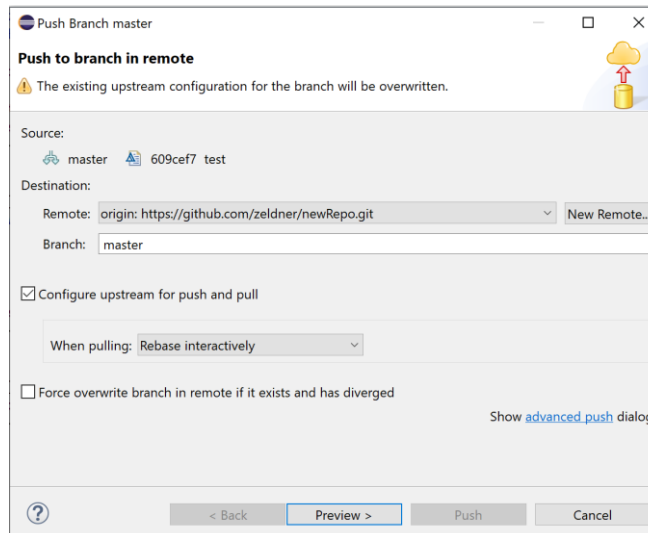 Push Branch master
Push to branch in remote
The existing upstream configuration for the branch will be overwritten.
Source:
master 609cef7 test
Destination:
Remote: origin: https://github.com/zeldner/newRepo.git New Remote..
Branch: master
Configure upstream for push and pull
When pulling: Rebase interactively
Force overwrite branch in remote if it exists and has diverged
Show advanced push dialog
? < Back Preview > Push Cancel